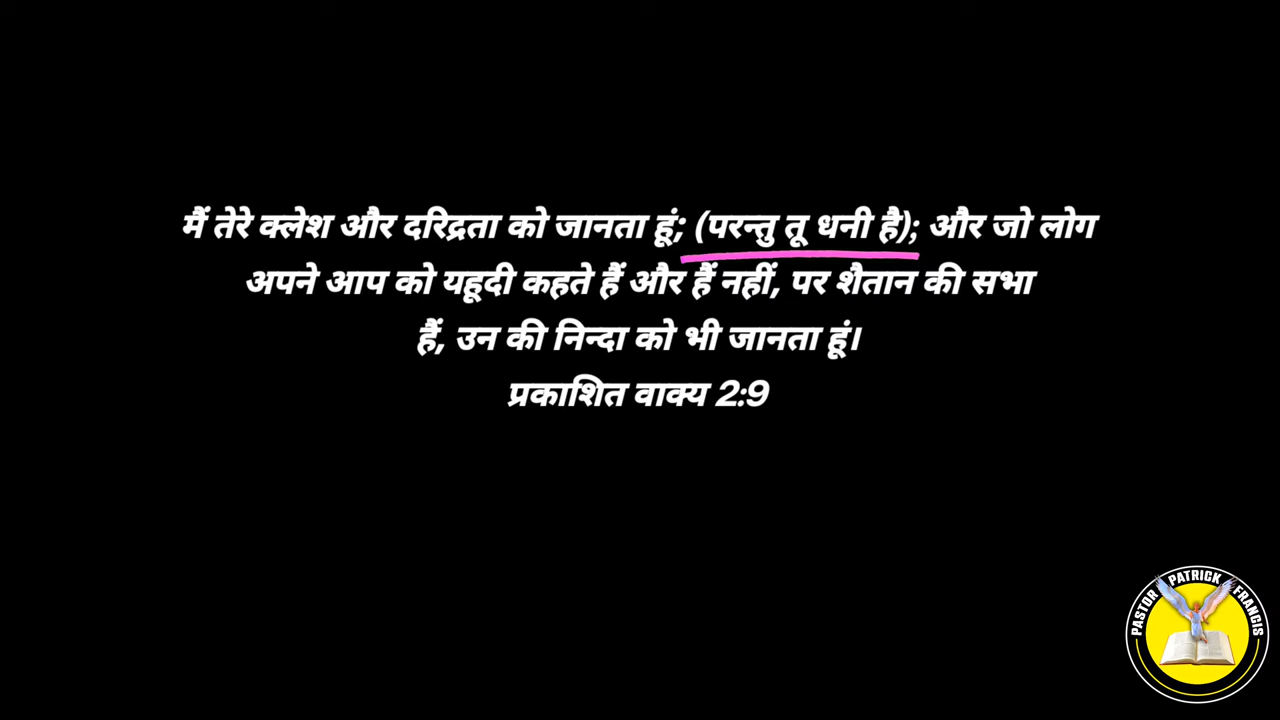 मैं तेरे क्लेश और दरिद्रता को जानता हूं; (परन्तु तू धनी है); और जो लोग
अपने आप को यहूदी कहते हैं और हैं नहीं, पर शैतान की सभा
हैं, उन की निन्दा को भी जानता हूं।
प्रकाशित वाक्य 2:9
PASTOR PATRICK FRANCIS